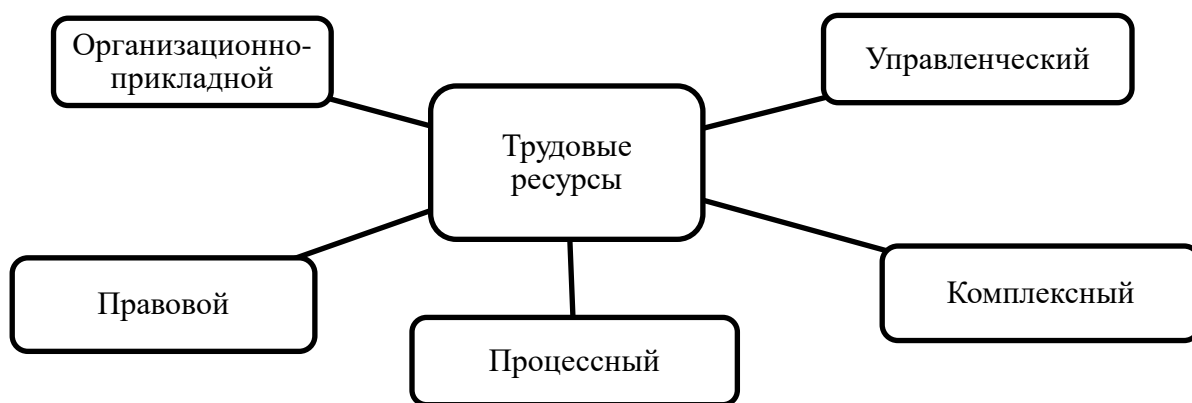 Организационно-
прикладной
Управленческий
Трудовые
ресурсы
Правовой
Процессный
Комплексный